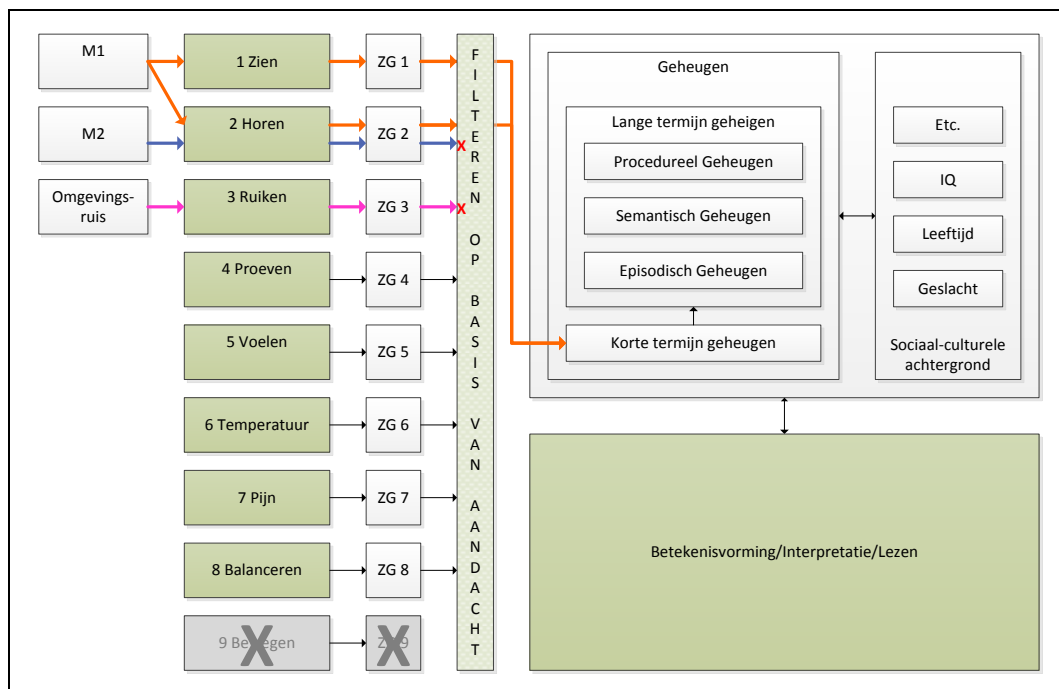 M1
1 Zien
ZG 1
M2
2 Horen
ZG 2
X
Omgevings-
ruis
3 Ruiken
ZG 3
X
4 Proeven
ZG 4
5 Voelen
ZG 5
6 Temperatuur
ZG 6
7 Pijn
ZG 7
8 Balanceren
ZG 8
X
X
FILTEREN OP BASIS VAN AANDACHT
Geheugen
Lange termijn geheigen
Procedureel Geheugen
Semantisch Geheugen
Episodisch Geheugen
Korte termijn geheugen
Etc.
IQ
Leeftijd
Geslacht
Sociaal-culturele
achtergrond
Betekenisvorming/Interpretatie/Lezen